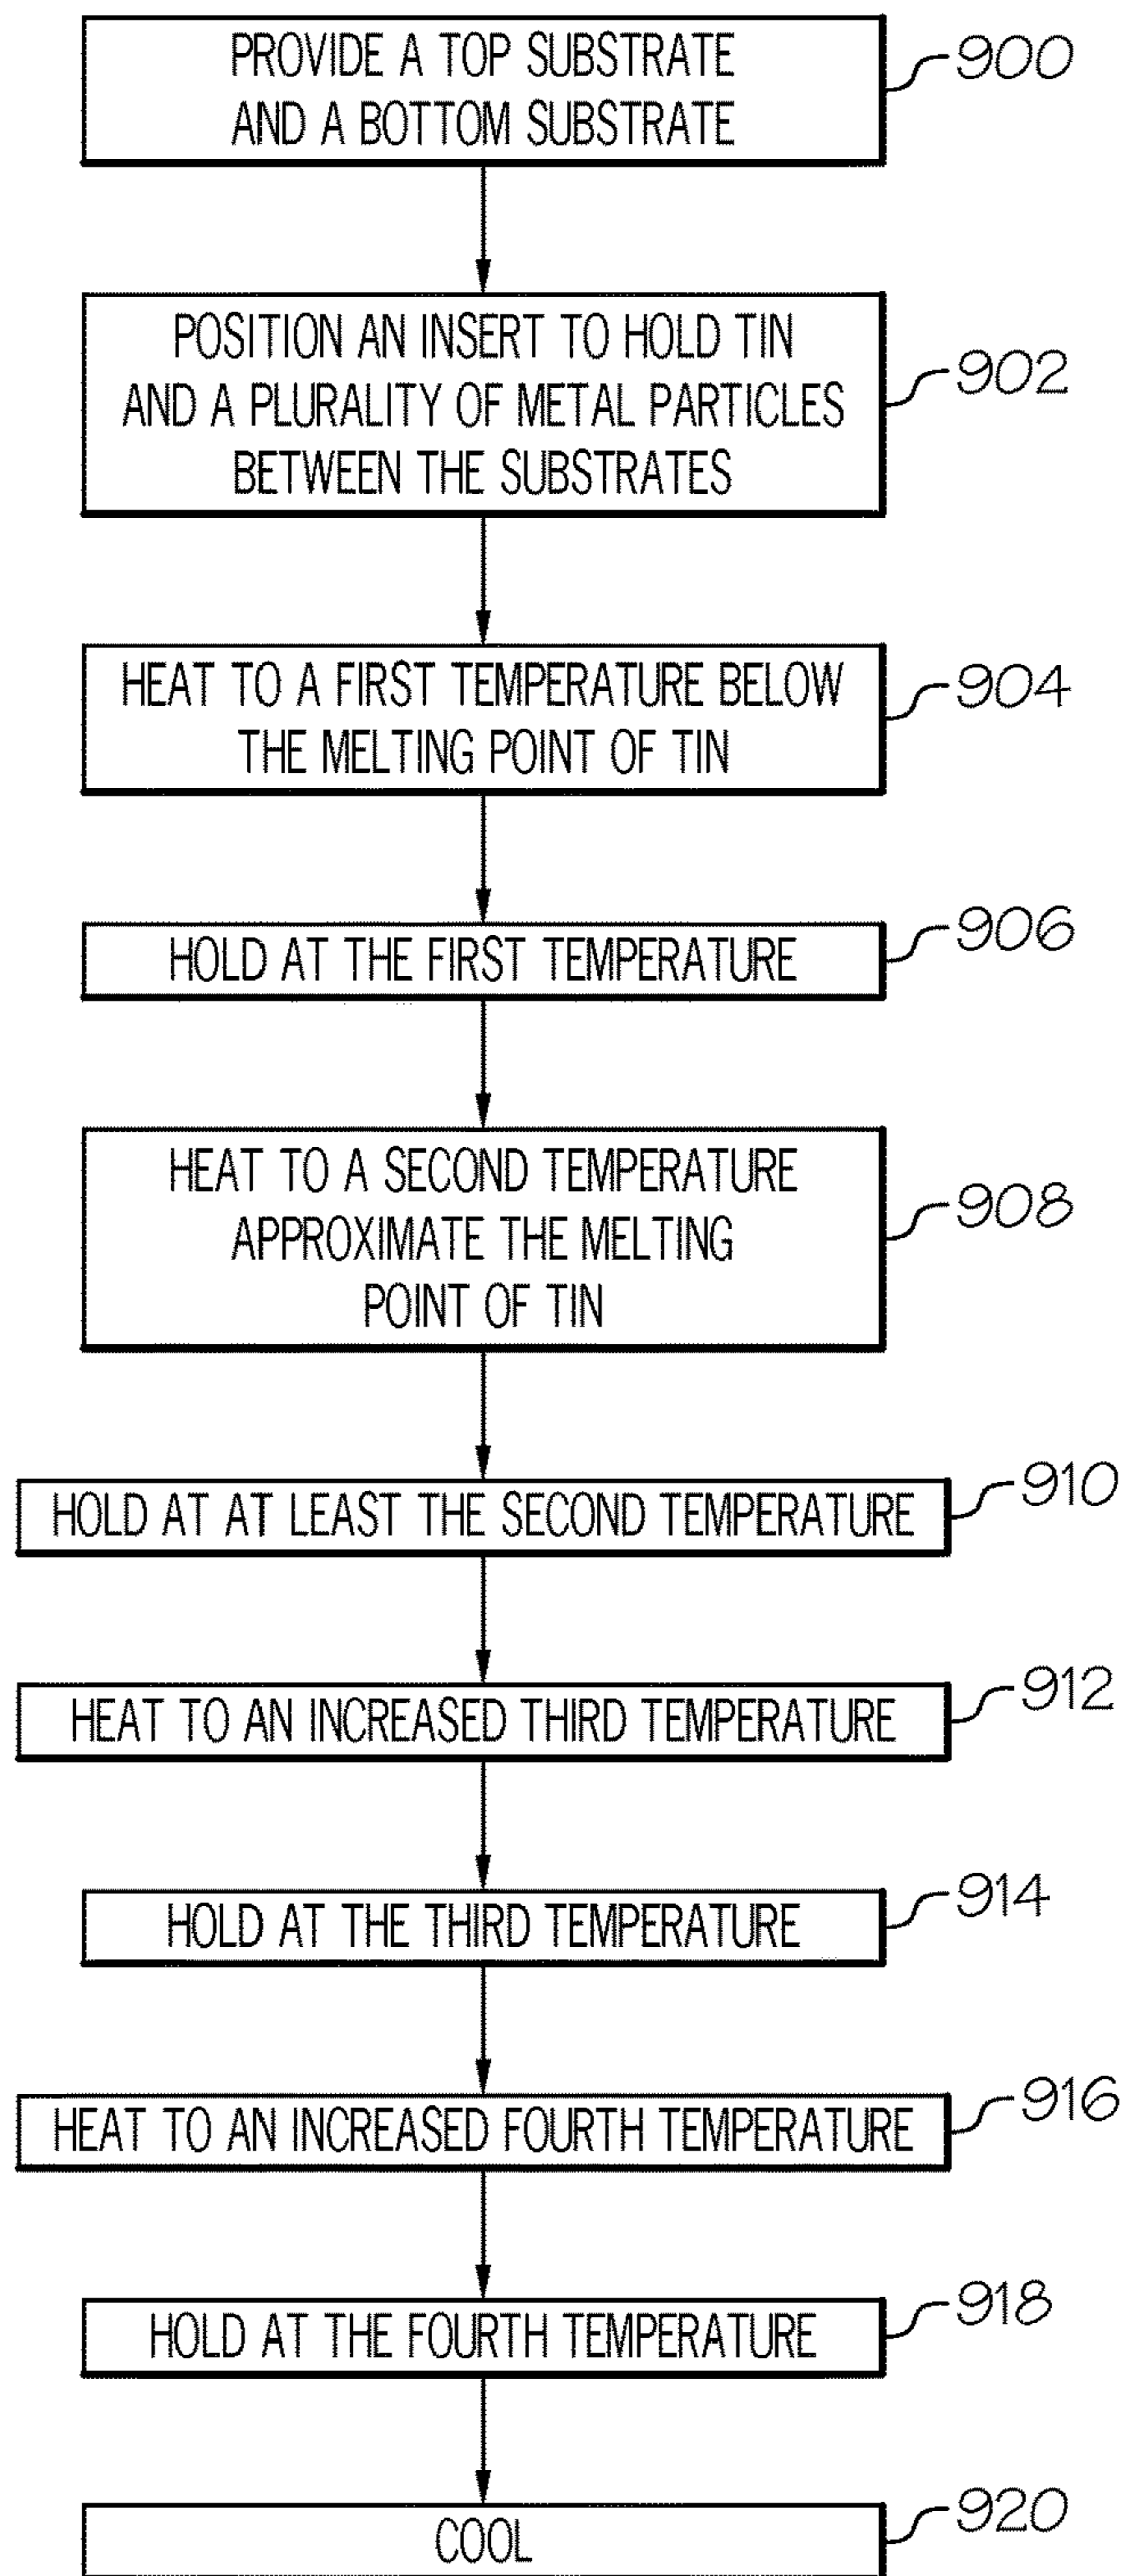 PROVIDE A TOP SUBSTRATE
AND A BOTTOM SUBSTRATE
900
POSITION AN INSERT TO HOLD TIN
AND A PLURALITY OF METAL PARTICLES
BETWEEN THE SUBSTRATES
902
HEAT TO A FIRST TEMPERATURE BELOW
THE MELTING POINT OF TIN
904
HOLD AT THE FIRST TEMPERATURE
906
HEAT TO A SECOND TEMPERATURE
APPROXIMATE THE MELTING
POINT OF TIN
908
HOLD AT AT LEAST THE SECOND TEMPERATURE
910
HEAT TO AN INCREASED THIRD TEMPERATURE
912
HOLD AT THE THIRD TEMPERATURE
914
HEAT TO AN INCREASED FOURTH TEMPERATURE
916
HOLD AT THE FOURTH TEMPERATURE
918
COOL
920